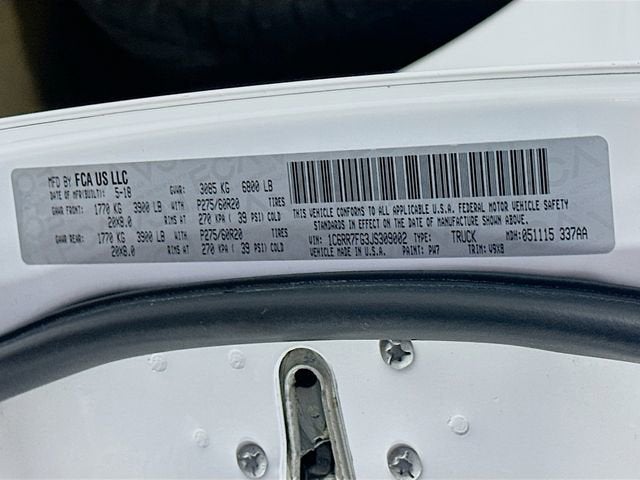 MFD BY FCA US LLC
DATE OF MFR(BUILT): 5-18 GVWR: 3085 KG 6800 LB
GAWR FRONT: 1770 KG 3900 LB WITH P275/60R20 TIRES
20X8.0 RIMS AT 270 KPA ( 39 PSI) COLD
GAWR REAR: 1770 KG 3900 LB WITH P275/60R20 TIRES
20X8.0 RIMS AT 270 KPA ( 39 PSI) COLD
THIS VEHICLE CONFORMS TO ALL APPLICABLE U.S.A. FEDERAL MOTOR VEHICLE SAFETY
STANDARDS IN EFFECT ON THE DATE OF MANUFACTURE SHOWN ABOVE.
VIN: 1C6RR7FG3JS309002 TYPE: TRUCK MDH: 051115 337AA
VEHICLE MADE IN U.S.A. PAINT: PW7 TRIM: V9X8